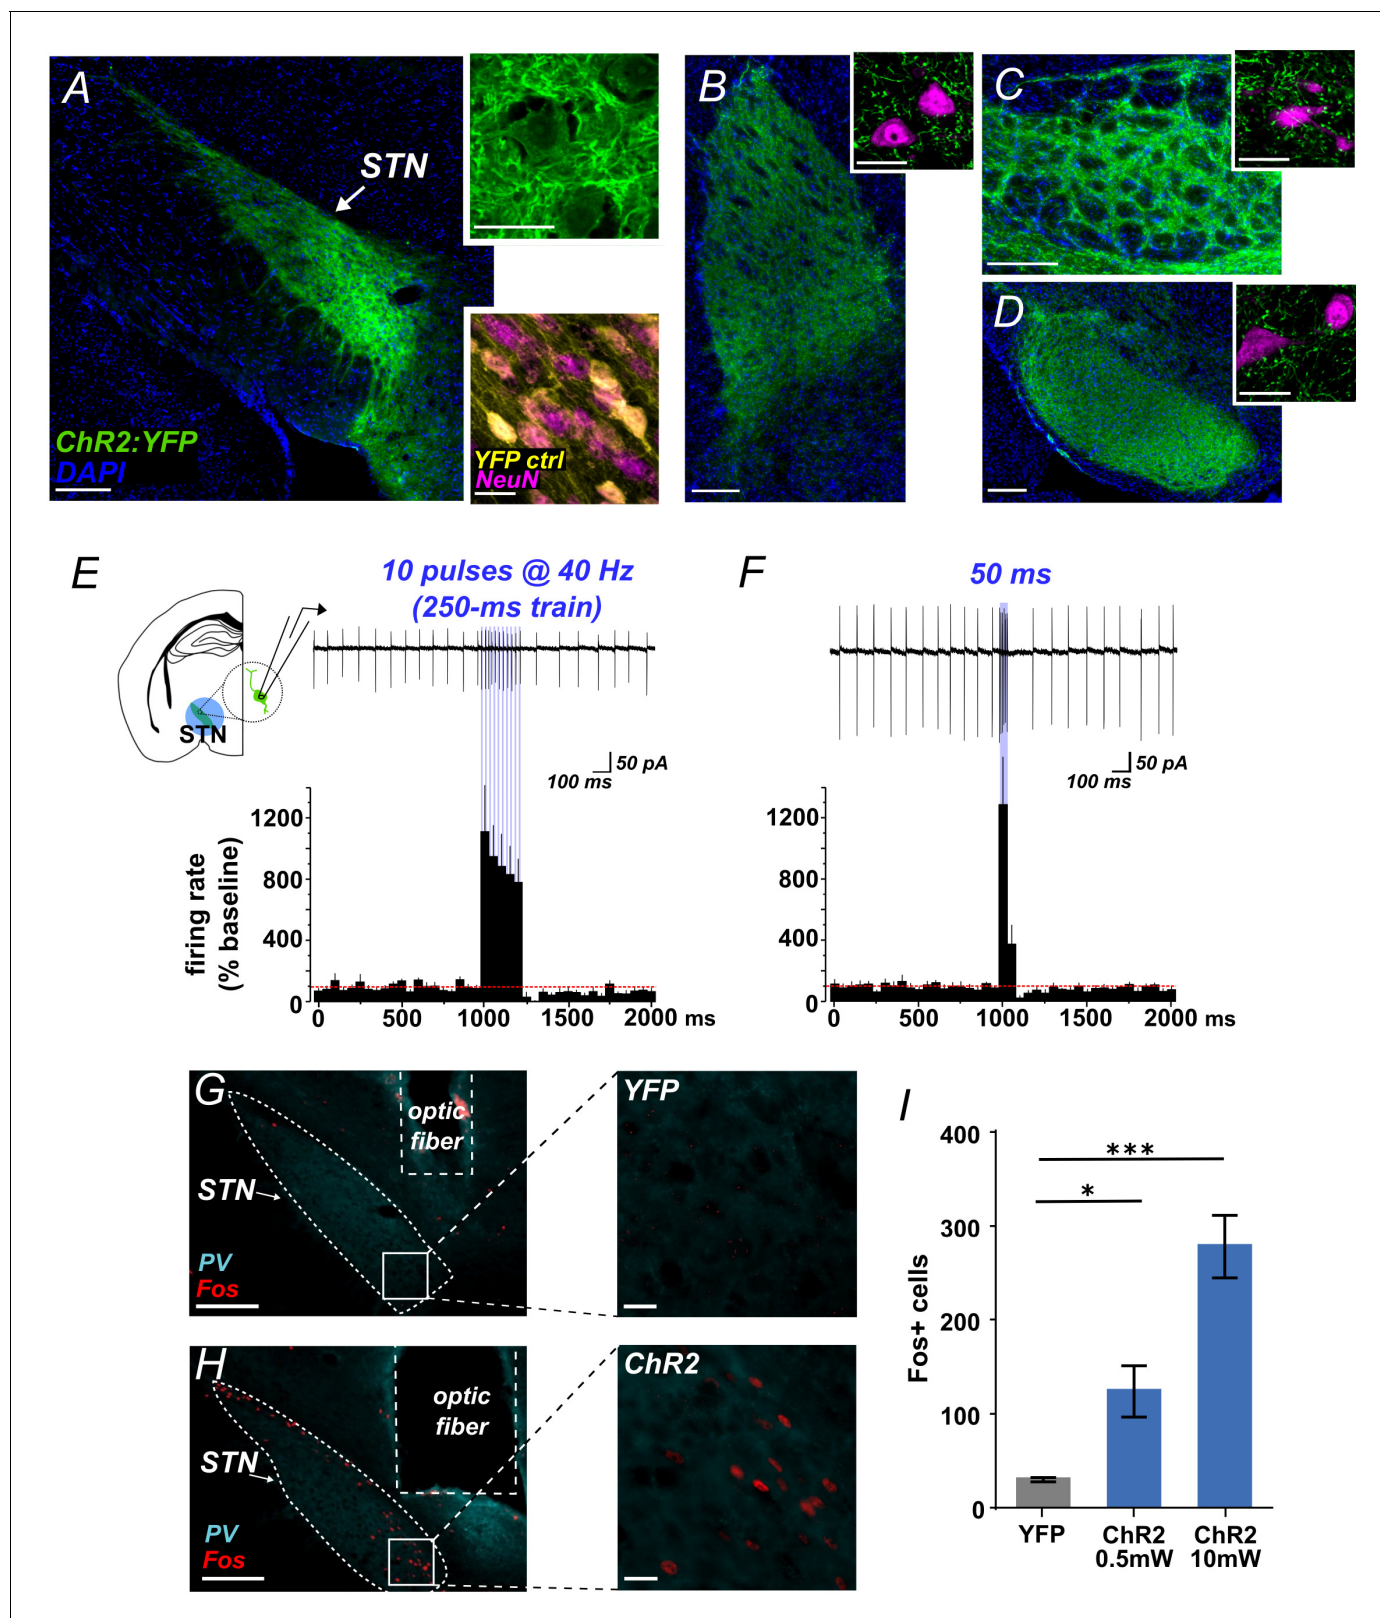 A
STN
ChR2:YFP
DAPI
YFP ctrl
NeuN
B
C
D
E
10 pulses @ 40 Hz
(250-ms train)
STN
50 pA
100 ms
firing rate
(% baseline)
1200
800
400
0
0 500 1000 1500 2000 ms
F
50 ms
50 pA
100 ms
1200
800
400
0
0 500 1000 1500 2000 ms
G
optic
fiber
STN
PV
Fos
YFP
H
optic
fiber
STN
PV
Fos
ChR2
I
Fos+ cells
400
300
200
100
0
***
*
YFP
ChR2
0.5mW
ChR2
10mW